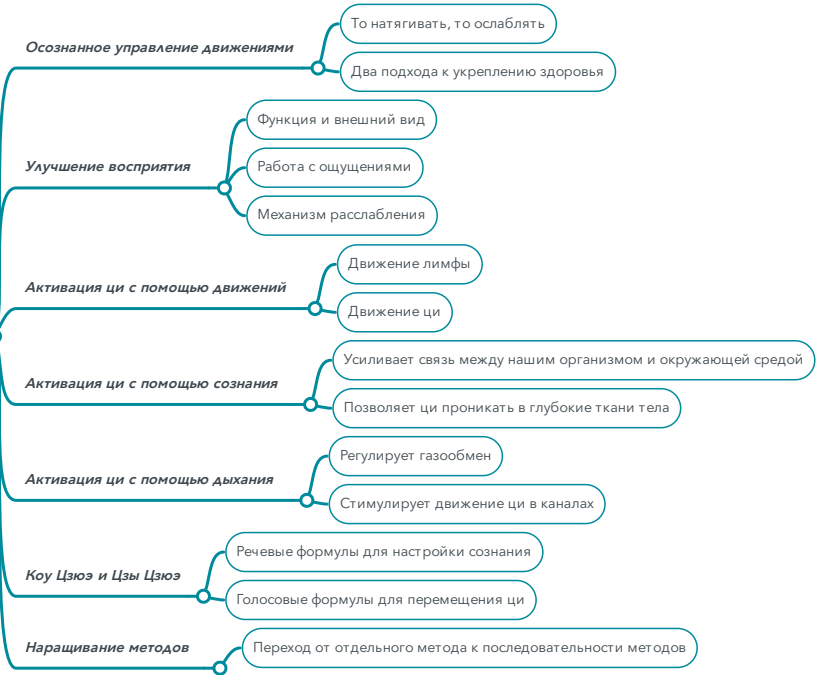 Осознанное управление движениями
То натягивать, то ослаблять
Два подхода к укреплению здоровья
Улучшение восприятия
Функция и внешний вид
Работа с ощущениями
Механизм расслабления
Активация ци с помощью движений
Движение лимфы
Движение ци
Активация ци с помощью сознания
Усиливает связь между нашим организмом и окружающей средой
Позволяет ци проникать в глубокие ткани тела
Активация ци с помощью дыхания
Регулирует газообмен
Стимулирует движение ци в каналах
Коу Цзюэ и Цзы Цзюэ
Речевые формулы для настройки сознания
Голосовые формулы для перемещения ци
Наращивание методов
Переход от отдельного метода к последовательности методов